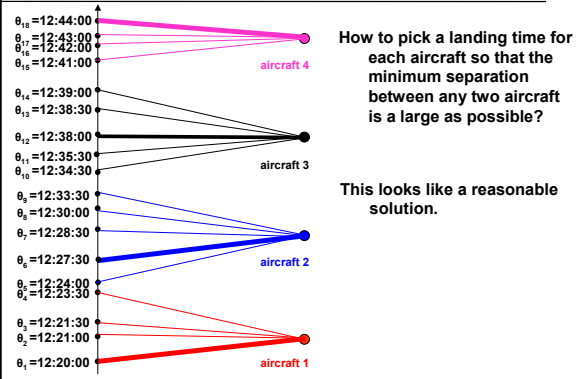 θ18 =12:44:00
θ17 =12:43:00
θ16 =12:42:00
θ15 =12:41:00
aircraft 4
θ14 =12:39:00
θ13 =12:38:30
θ12 =12:38:00
θ11 =12:35:30
θ10 =12:34:30
aircraft 3
θ9 =12:33:30
θ8 =12:30:00
θ7 =12:28:30
θ6 =12:27:30
θ5 =12:24:00
aircraft 2
θ4 =12:23:30
θ3 =12:21:30
θ2 =12:21:00
θ1 =12:20:00
aircraft 1
How to pick a landing time for
each aircraft so that the
minimum separation
between any two aircraft
is a large as possible?
This looks like a reasonable
solution.